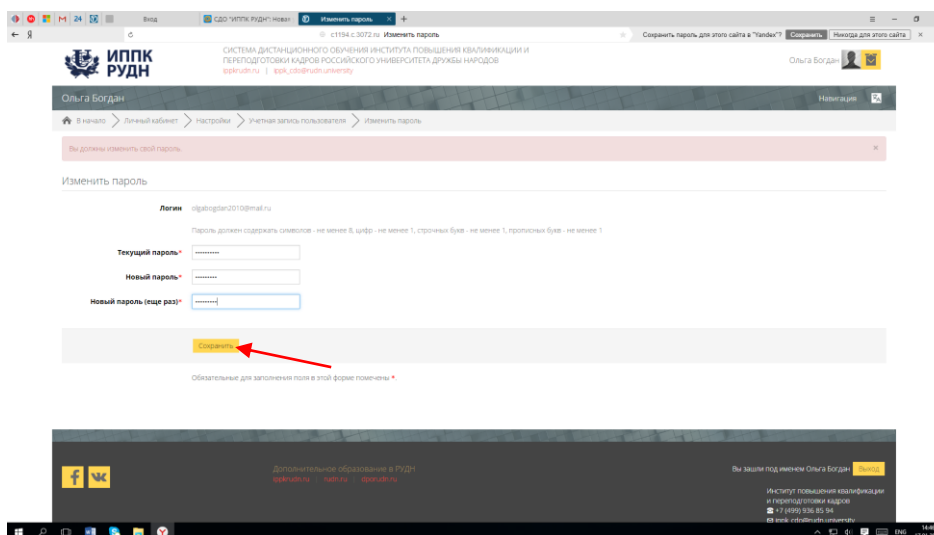 24
Вход
СДО "ИППК РУДН": Новая
Изменить пароль
Я
c1194.c.3072.ru Изменить пароль
Сохранить пароль для этого сайта в "Yandex"?
Сохранить
Никогда для этого сайта
ИППК
РУДН
СИСТЕМА ДИСТАНЦИОННОГО ОБУЧЕНИЯ ИНСТИТУТА ПОВЫШЕНИЯ КВАЛИФИКАЦИИ И
ПЕРЕПОДГОТОВКИ КАДРОВ РОССИЙСКОГО УНИВЕРСИТЕТА ДРУЖБЫ НАРОДОВ
ippkrudn.ru | ippk_cdo@rudn.university
Ольга Богдан
Ольга Богдан
Навигация
В начало
Личный кабинет
Настройки
Учетная запись пользователя
Изменить пароль
Вы должны изменить свой пароль.
Изменить пароль
Логин olgabogdan2010@mail.ru
Пароль должен содержать символов - не менее 8, цифр - не менее 1, строчных букв - не менее 1, прописных букв - не менее 1
Текущий пароль*
Новый пароль*
Новый пароль (еще раз)*
Сохранить
Обязательные для заполнения поля в этой форме помечены *.
Дополнительное образование в РУДН
ippkrudn.ru | rudn.ru | dporudn.ru
Вы зашли под именем Ольга Богдан
Выход
Институт повышения квалификации
и переподготовки кадров
+7 (499) 936 85 94
ippk_cdo@rudn.university
ENG